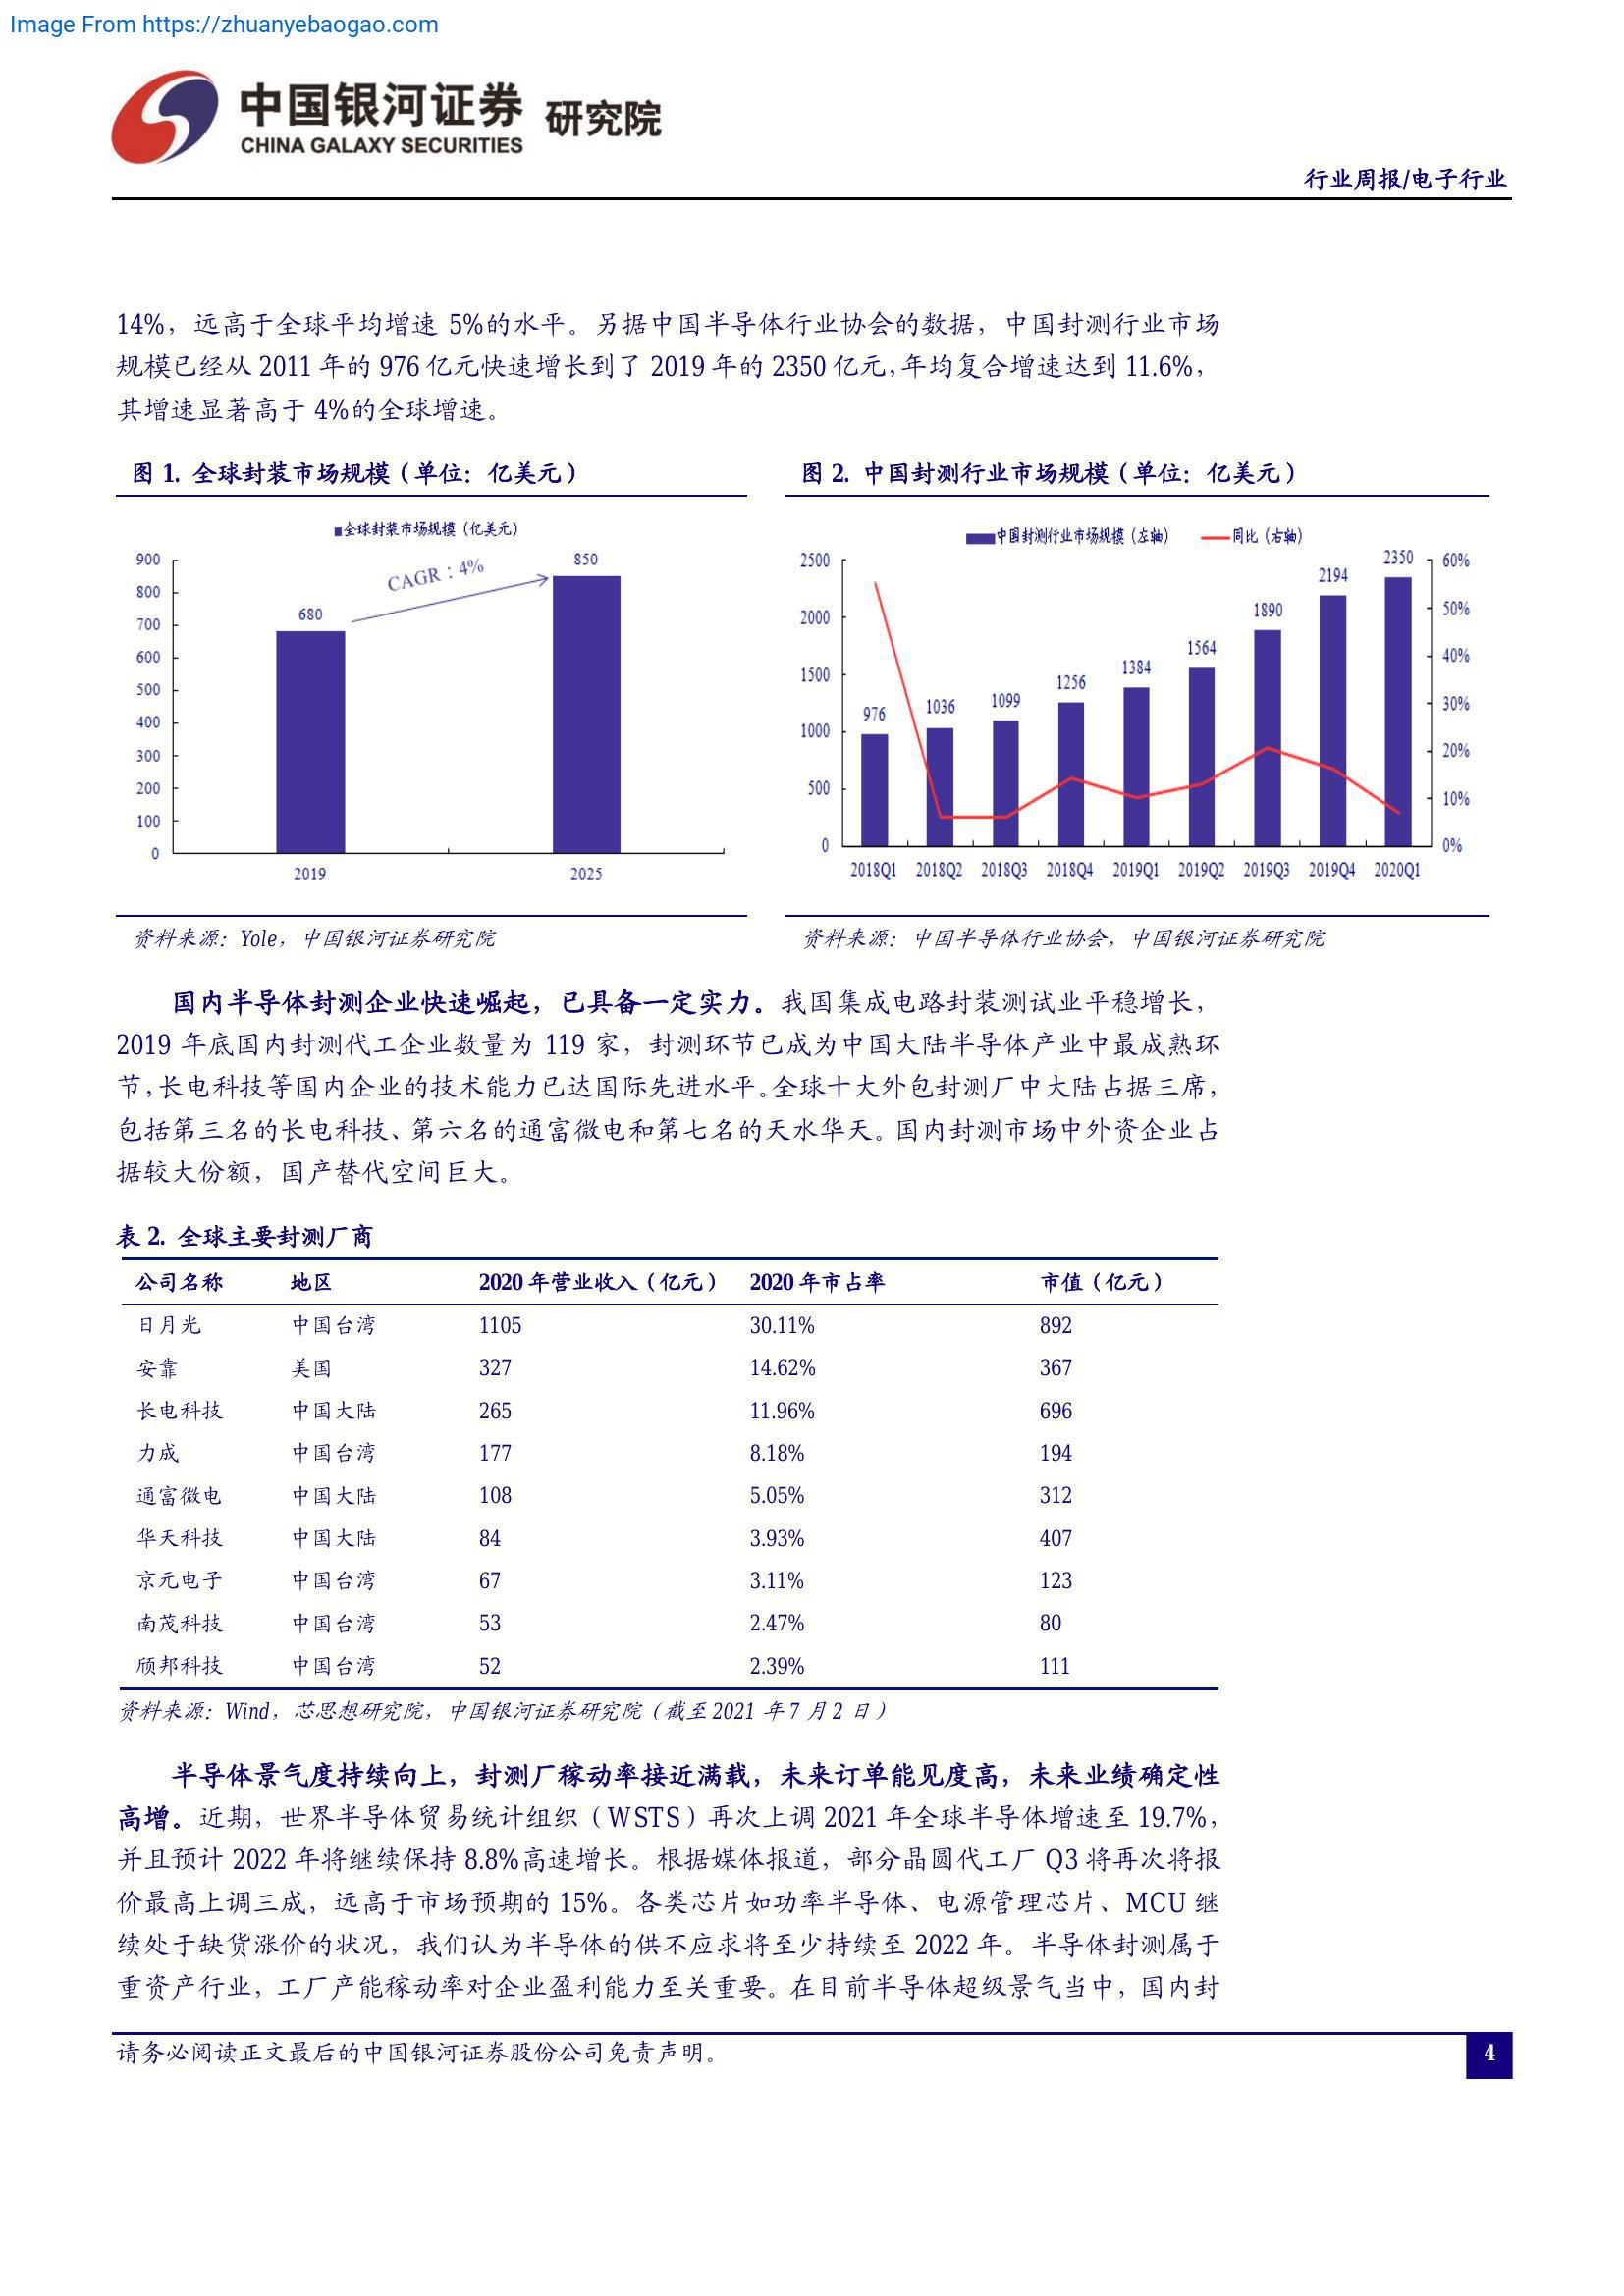 Image From https://zhuanyebaogao.com
中国银河证券 研究院
CHINA GALAXY SECURITIES
行业周报/电子行业
14%，远高于全球平均增速 5%的水平。另据中国半导体行业协会的数据，中国封测行业市场
规模已经从 2011 年的 976 亿元快速增长到了 2019 年的 2350 亿元，年均复合增速达到 11.6%，
其增速显著高于 4%的全球增速。
图 1. 全球封装市场规模（单位：亿美元）
全球封装市场规模（亿美元）
900
800
700
600
500
400
300
200
100
0
680
CAGR：4%
850
2019
2025
资料来源：Yole，中国银河证券研究院
图 2. 中国封测行业市场规模（单位：亿美元）
中国封测行业市场规模（左轴） 同比（右轴）
2500
2000
1500
1000
500
0
976
1036
1099
1256
1384
1564
1890
2194
2350
60%
50%
40%
30%
20%
10%
0%
2018Q1 2018Q2 2018Q3 2018Q4 2019Q1 2019Q2 2019Q3 2019Q4 2020Q1
资料来源： 中国半导体行业协会，中国银河证券研究院
国内半导体封测企业快速崛起，已具备一定实力。我国集成电路封装测试业平稳增长，
2019 年底国内封测代工企业数量为 119 家，封测环节已成为中国大陆半导体产业中最成熟环
节，长电科技等国内企业的技术能力已达国际先进水平。全球十大外包封测厂中大陆占据三席，
包括第三名的长电科技、第六名的通富微电和第七名的天水华天。国内封测市场中外资企业占
据较大份额，国产替代空间巨大。
表 2. 全球主要封测厂商
公司名称 地区 2020 年营业收入（亿元） 2020 年市占率 市值（亿元）
日月光 中国台湾 1105 30.11% 892
安靠 美国 327 14.62% 367
长电科技 中国大陆 265 11.96% 696
力成 中国台湾 177 8.18% 194
通富微电 中国大陆 108 5.05% 312
华天科技 中国大陆 84 3.93% 407
京元电子 中国台湾 67 3.11% 123
南茂科技 中国台湾 53 2.47% 80
颀邦科技 中国台湾 52 2.39% 111
资料来源：Wind，芯思想研究院，中国银河证券研究院（截至 2021 年 7 月 2 日）
半导体景气度持续向上，封测厂稼动率接近满载，未来订单能见度高，未来业绩确定性
高增。近期，世界半导体贸易统计组织（WSTS）再次上调 2021 年全球半导体增速至 19.7%，
并且预计 2022 年将继续保持 8.8%高速增长。根据媒体报道，部分晶圆代工厂 Q3 将再次将报
价最高上调三成，远高于市场预期的 15%。各类芯片如功率半导体、电源管理芯片、MCU 继
续处于缺货涨价的状况，我们认为半导体的供不应求将至少持续至 2022 年。半导体封测属于
重资产行业，工厂产能稼动率对企业盈利能力至关重要。在目前半导体超级景气当中，国内封
请务必阅读正文最后的中国银河证券股份公司免责声明。
4